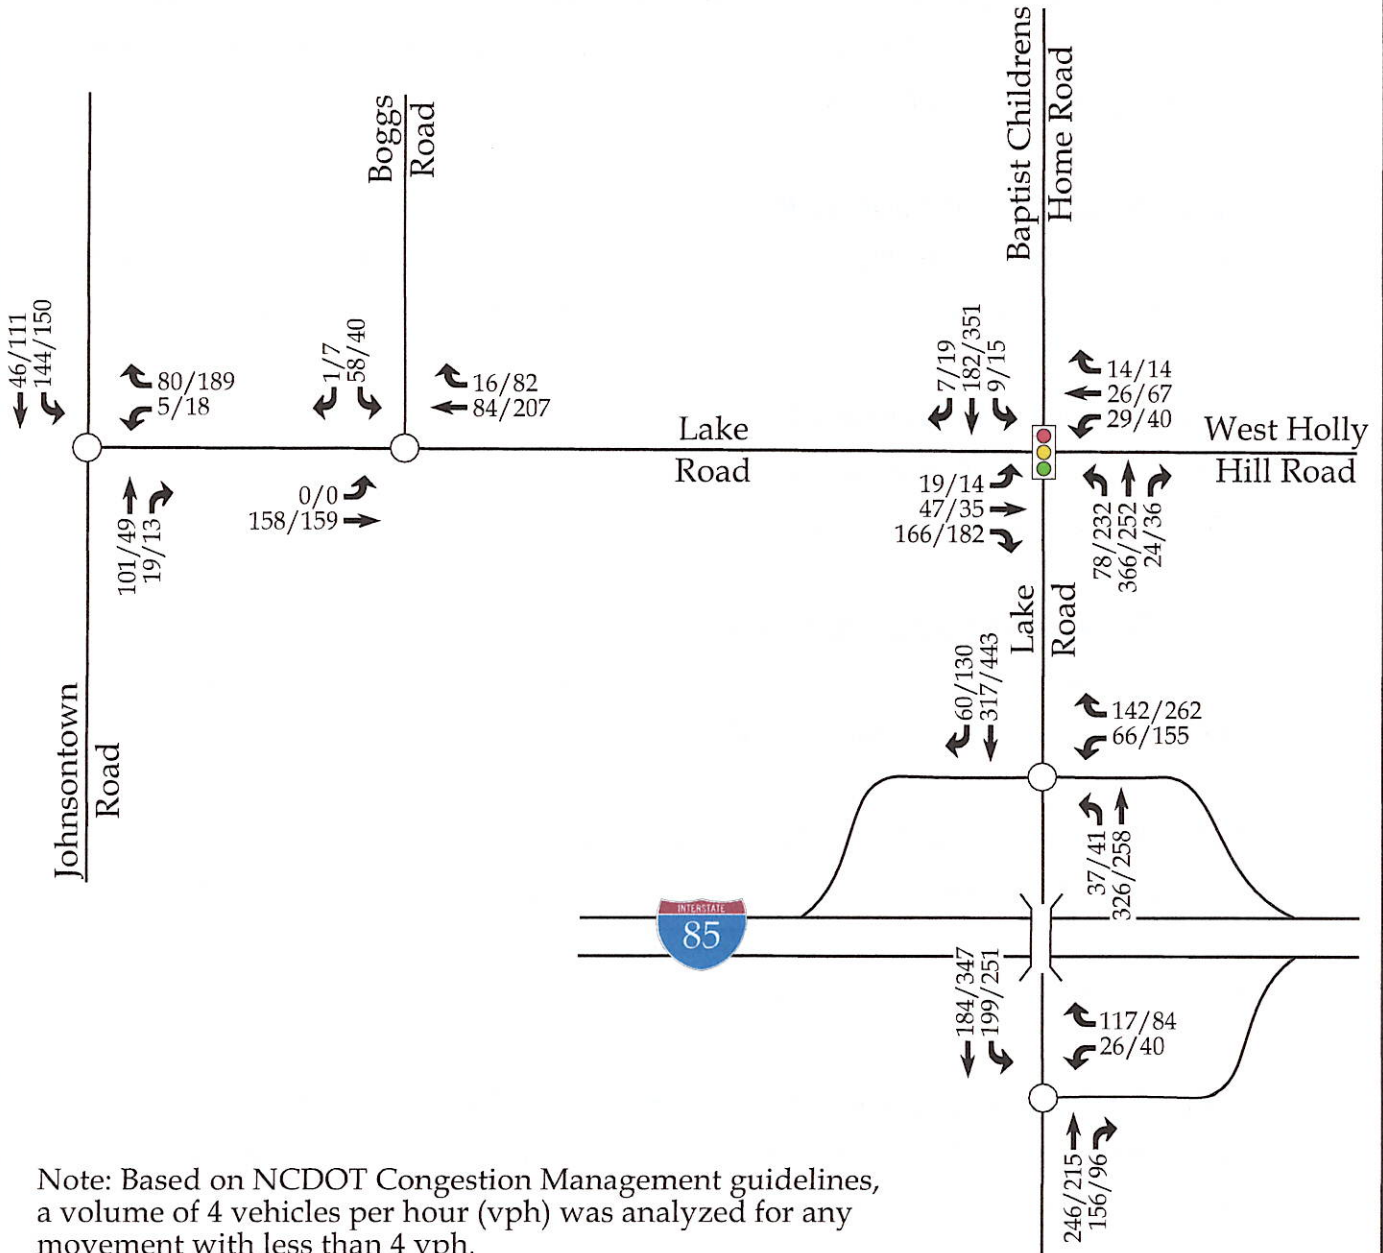 Baptist Childrens
Home Road
Boggs
Road
46/111
144/150
80/189
5/18
1/7
58/40
16/82
84/207
7/19
182/351
9/15
14/14
26/67
29/40
Lake
Road
West Holly
Hill Road
101/49
19/13
0/0
158/159
19/14
47/35
166/182
78/232
366/252
24/36
Lake
Road
Johnsontown
Road
60/130
317/443
142/262
66/155
37/41
326/258
INTERSTATE
85
184/347
199/251
117/84
26/40
246/215
156/96
Note: Based on NCDOT Congestion Management guidelines,
a volume of 4 vehicles per hour (vph) was analyzed for any
movement with less than 4 vph.